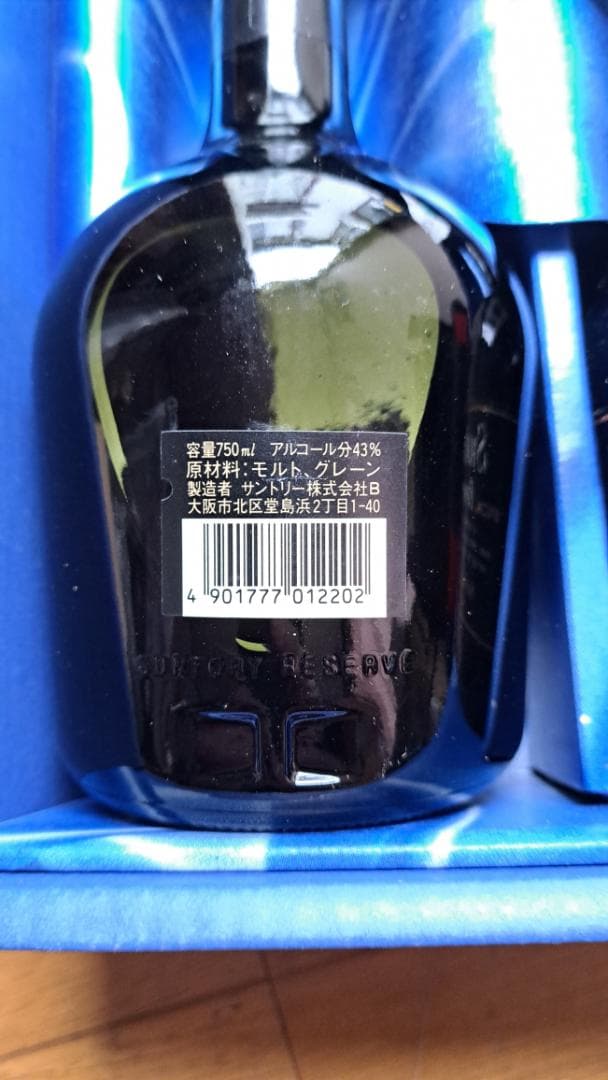 容量750ml アルコール分43%
原材料:モルト、グレーン
製造者 サントリー株式会社B
大阪市北区堂島浜2丁目1-40
4 901777 012202
SUNTORY RESERVE